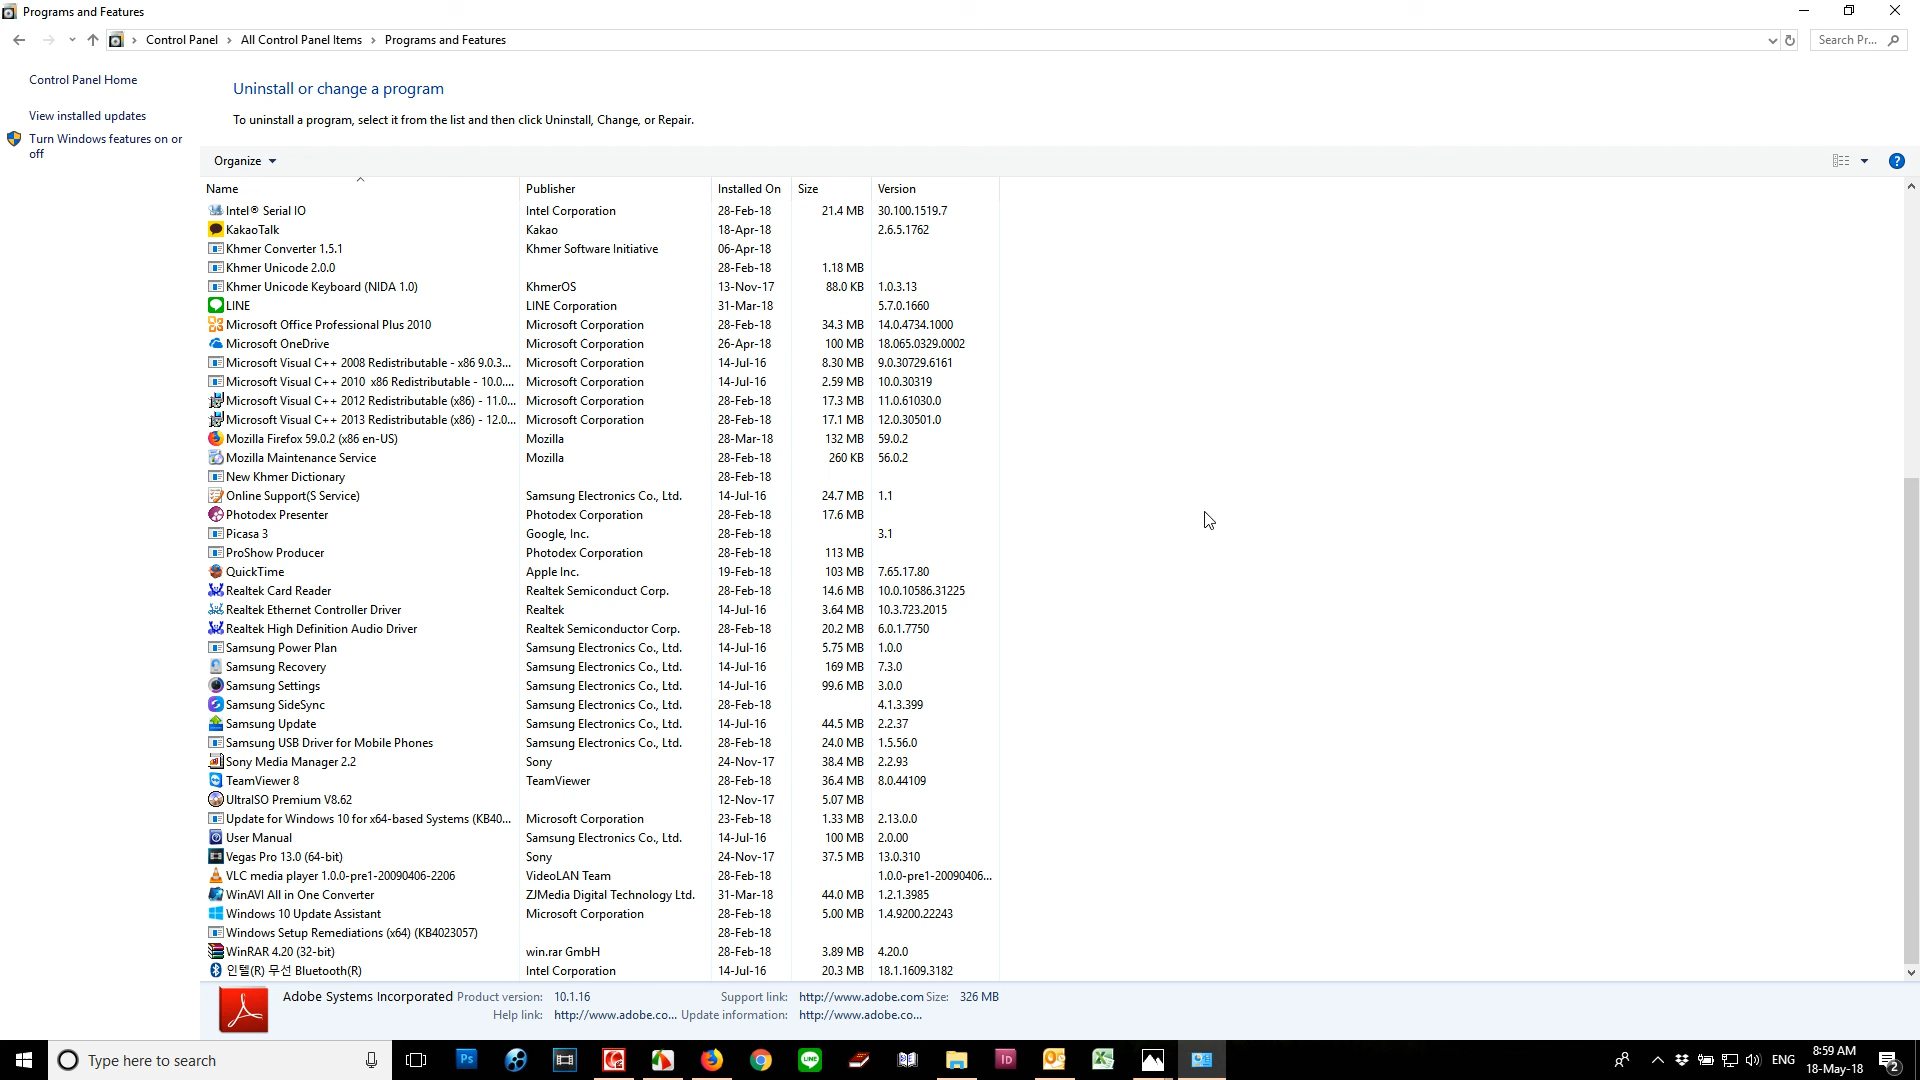 Programs and Features
Control Panel > All Control Panel Items > Programs and Features
Search Pr...
Control Panel Home
View installed updates
Turn Windows features on or
off
Uninstall or change a program
To uninstall a program, select it from the list and then click Uninstall, Change, or Repair.
Organize
Name Publisher Installed On Size Version
Intel® Serial IO Intel Corporation 28-Feb-18 21.4 MB 30.100.1519.7
KakaoTalk Kakao 18-Apr-18 2.6.5.1762
Khmer Converter 1.5.1 Khmer Software Initiative 06-Apr-18
Khmer Unicode 2.0.0 28-Feb-18 1.18 MB
Khmer Unicode Keyboard (NIDA 1.0) KhmerOS 13-Nov-17 88.0 KB 1.0.3.13
LINE LINE Corporation 31-Mar-18 5.7.0.1660
Microsoft Office Professional Plus 2010 Microsoft Corporation 28-Feb-18 34.3 MB 14.0.4734.1000
Microsoft OneDrive Microsoft Corporation 26-Apr-18 100 MB 18.065.0329.0002
Microsoft Visual C++ 2008 Redistributable - x86 9.0.3... Microsoft Corporation 14-Jul-16 8.30 MB 9.0.30729.6161
Microsoft Visual C++ 2010 x86 Redistributable - 10.0.... Microsoft Corporation 14-Jul-16 2.59 MB 10.0.30319
Microsoft Visual C++ 2012 Redistributable (x86) - 11.0... Microsoft Corporation 28-Feb-18 17.3 MB 11.0.61030.0
Microsoft Visual C++ 2013 Redistributable (x86) - 12.0... Microsoft Corporation 28-Feb-18 17.1 MB 12.0.30501.0
Mozilla Firefox 59.0.2 (x86 en-US) Mozilla 28-Mar-18 132 MB 59.0.2
Mozilla Maintenance Service Mozilla 28-Feb-18 260 KB 56.0.2
New Khmer Dictionary 28-Feb-18
Online Support(S Service) Samsung Electronics Co., Ltd. 14-Jul-16 24.7 MB 1.1
Photodex Presenter Photodex Corporation 28-Feb-18 17.6 MB
Picasa 3 Google, Inc. 28-Feb-18 3.1
ProShow Producer Photodex Corporation 28-Feb-18 113 MB
QuickTime Apple Inc. 19-Feb-18 103 MB 7.65.17.80
Realtek Card Reader Realtek Semiconduct Corp. 28-Feb-18 14.6 MB 10.0.10586.31225
Realtek Ethernet Controller Driver Realtek 14-Jul-16 3.64 MB 10.3.723.2015
Realtek High Definition Audio Driver Realtek Semiconductor Corp. 28-Feb-18 20.2 MB 6.0.1.7750
Samsung Power Plan Samsung Electronics Co., Ltd. 14-Jul-16 5.75 MB 1.0.0
Samsung Recovery Samsung Electronics Co., Ltd. 14-Jul-16 169 MB 7.3.0
Samsung Settings Samsung Electronics Co., Ltd. 14-Jul-16 99.6 MB 3.0.0
Samsung SideSync Samsung Electronics Co., Ltd. 28-Feb-18 4.1.3.399
Samsung Update Samsung Electronics Co., Ltd. 14-Jul-16 44.5 MB 2.2.37
Samsung USB Driver for Mobile Phones Samsung Electronics Co., Ltd. 28-Feb-18 24.0 MB 1.5.56.0
Sony Media Manager 2.2 Sony 24-Nov-17 38.4 MB 2.2.93
TeamViewer 8 TeamViewer 28-Feb-18 36.4 MB 8.0.44109
UltraISO Premium V8.62 12-Nov-17 5.07 MB
Update for Windows 10 for x64-based Systems (KB40... Microsoft Corporation 23-Feb-18 1.33 MB 2.13.0.0
User Manual Samsung Electronics Co., Ltd. 14-Jul-16 100 MB 2.0.00
Vegas Pro 13.0 (64-bit) Sony 24-Nov-17 37.5 MB 13.0.310
VLC media player 1.0.0-pre1-20090406-2206 VideoLAN Team 28-Feb-18 1.0.0-pre1-20090406...
WinAVI All in One Converter ZJMedia Digital Technology Ltd. 31-Mar-18 44.0 MB 1.2.1.3985
Windows 10 Update Assistant Microsoft Corporation 28-Feb-18 5.00 MB 1.4.9200.22243
Windows Setup Remediations (x64) (KB4023057) 28-Feb-18
WinRAR 4.20 (32-bit) win.rar GmbH 28-Feb-18 3.89 MB 4.20.0
인텔(R) 무선 Bluetooth(R) Intel Corporation 14-Jul-16 20.3 MB 18.1.1609.3182
Adobe Systems Incorporated Product version: 10.1.16 Support link: http://www.adobe.com Size: 326 MB
Help link: http://www.adobe.co... Update information: http://www.adobe.co...
Type here to search
Ps
LINE
Id
ENG
8:59 AM
18-May-18
2